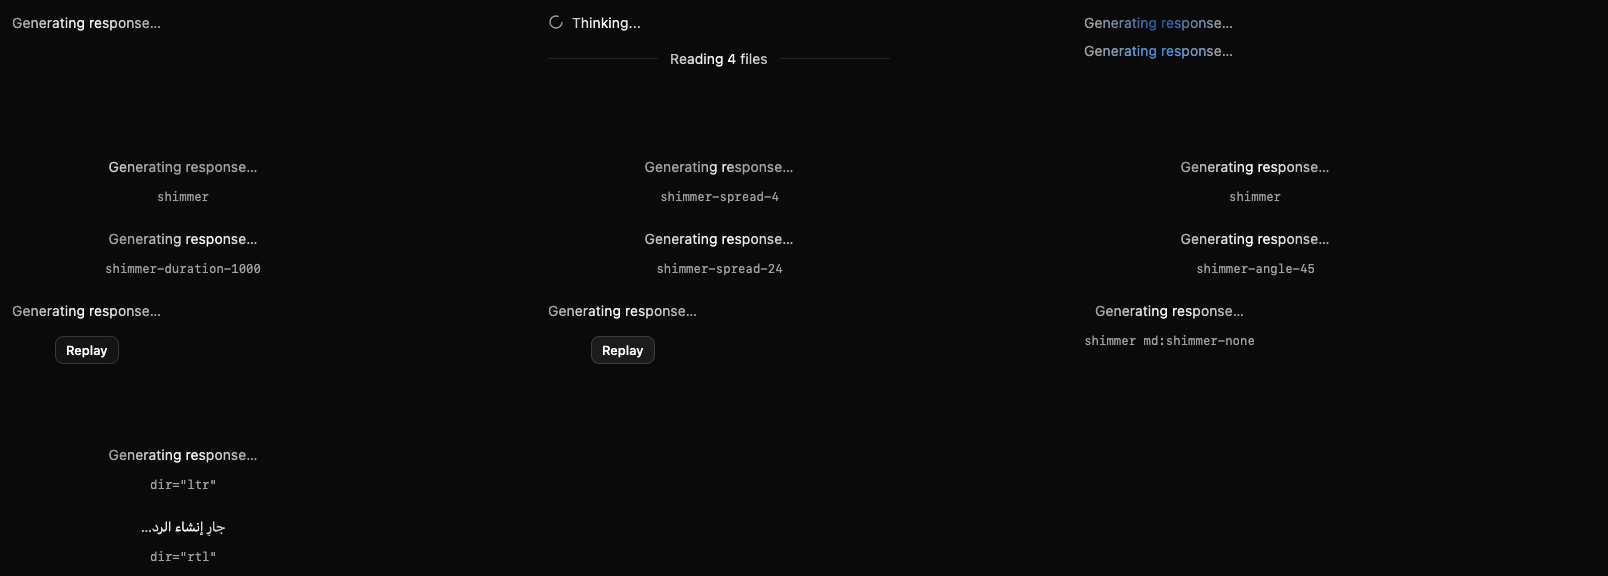 Generating response...
Thinking...
Reading 4 files
Generating response...
Generating response...
Generating response...
shimmer
Generating response...
shimmer-spread-4
Generating response...
shimmer
Generating response...
shimmer-duration-1000
Generating response...
shimmer-spread-24
Generating response...
shimmer-angle-45
Generating response...
Replay
Generating response...
Replay
Generating response...
shimmer md:shimmer-none
Generating response...
dir="ltr"
جارٍ إنشاء الرد...
dir="rtl"